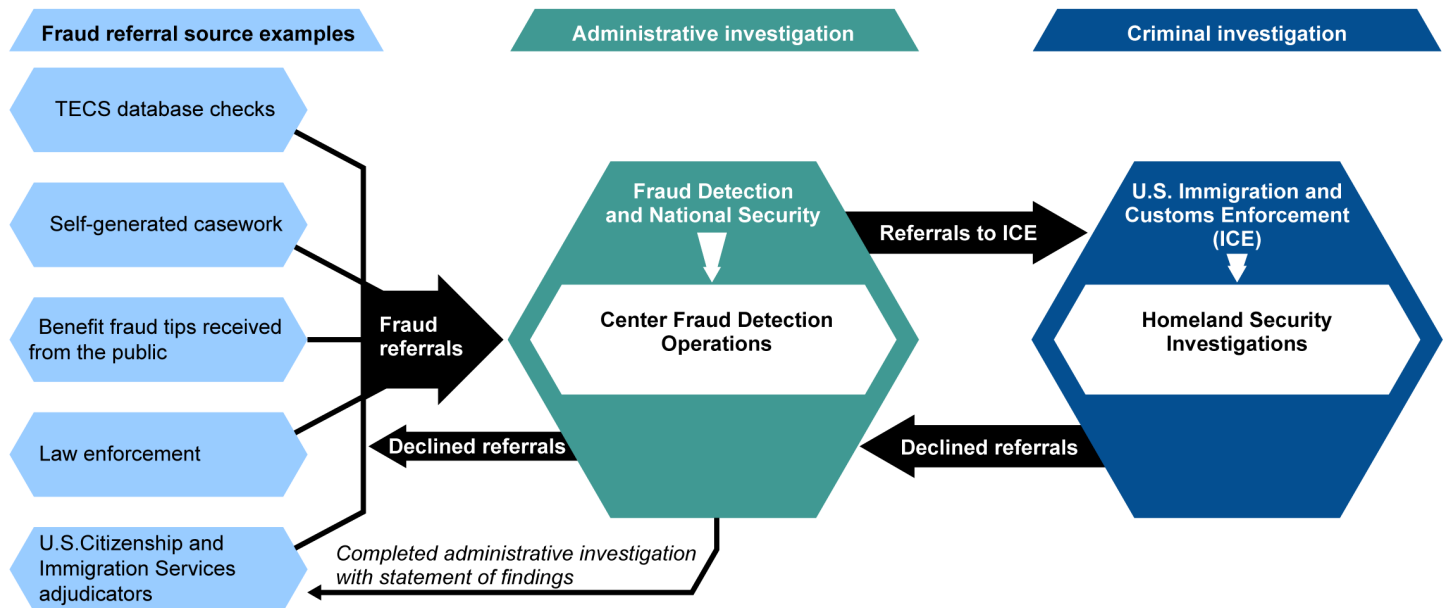 Fraud referral source examples
Administrative investigation
Criminal investigation
TECS database checks
Self-generated casework
Benefit fraud tips received
from the public
Law enforcement
U.S.Citizenship and
Immigration Services
adjudicators
Fraud
referrals
Fraud Detection
and National Security
Center Fraud Detection
Operations
Referrals to ICE
U.S. Immigration and
Customs Enforcement
(ICE)
Homeland Security
Investigations
Declined referrals
Declined referrals
Completed administrative investigation
with statement of findings